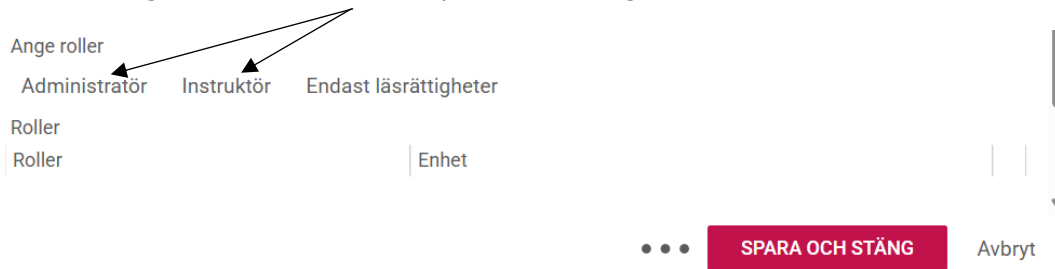 Ange roller
Administratör Instruktör Endast läsrättigheter
Roller
Roller Enhet
SPARA OCH STÄNG Avbryt